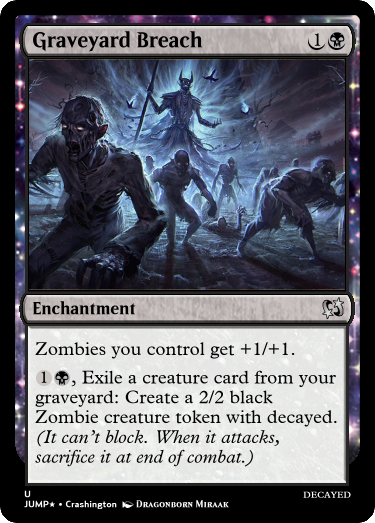 Graveyard Breach 1
Enchantment
Zombies you control get +1/+1.
1 , Exile a creature card from your
graveyard: Create a 2/2 black
Zombie creature token with decayed.
(It can't block. When it attacks,
sacrifice it at end of combat.)
U
DECAYED
JUMP★ • Crashington Dragonborn Miraak